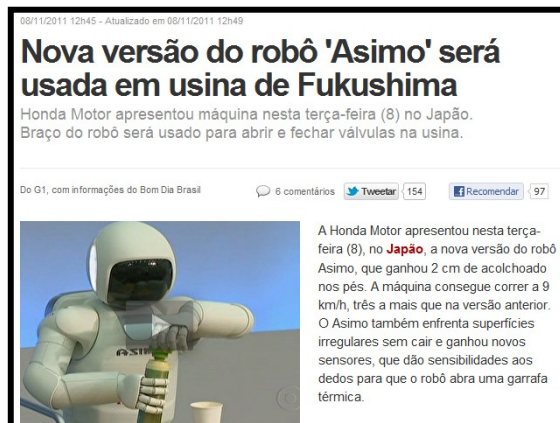 08/11/2011 12h45 - Atualizado em 08/11/2011 12h49
Nova versão do robô 'Asimo' será
usada em usina de Fukushima
Honda Motor apresentou máquina nesta terça-feira (8) no Japão.
Braço do robô será usado para abrir e fechar válvulas na usina.
Do G1, com informações do Bom Dia Brasil
6 comentários
Tweetar
154
Recomendar
97
A Honda Motor apresentou nesta terça-
feira (8), no Japão, a nova versão do robô
Asimo, que ganhou 2 cm de acolchoado
nos pés. A máquina consegue correr a 9
km/h, três a mais que na versão anterior.
O Asimo também enfrenta superfícies
irregulares sem cair e ganhou novos
sensores, que dão sensibilidades aos
dedos para que o robô abra uma garrafa
térmica.
ASIMO